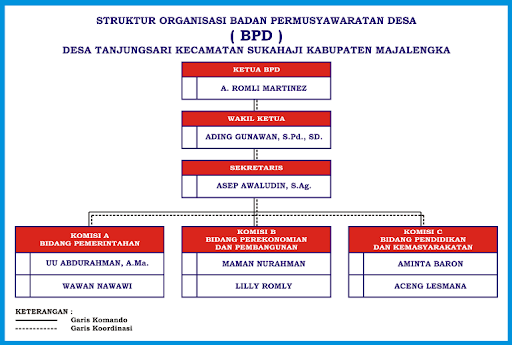 STRUKTUR ORGANISASI BADAN PERMUSYAWARATAN DESA
( BPD )
DESA TANJUNGSARI KECAMATAN SUKAHAJI KABUPATEN MAJALENGKA
KETUA BPD
A. ROMLI MARTINEZ
WAKIL KETUA
ADING GUNAWAN, S.Pd., SD.
SEKRETARIS
ASEP AWALUDIN, S.Ag.
KOMISI A
BIDANG PEMERINTAHAN
UU ABDURAHMAN, A.Ma.
WAWAN NAWAWI
KOMISI B
BIDANG PEREKONOMIAN
DAN PEMBANGUNAN
MAMAN NURAHMAN
LILLY ROMLY
KOMISI C
BIDANG PENDIDIKAN
DAN KEMASYARAKATAN
AMINTA BARON
ACENG LESMANA
KETERANGAN :
Garis Komando
Garis Koordinasi